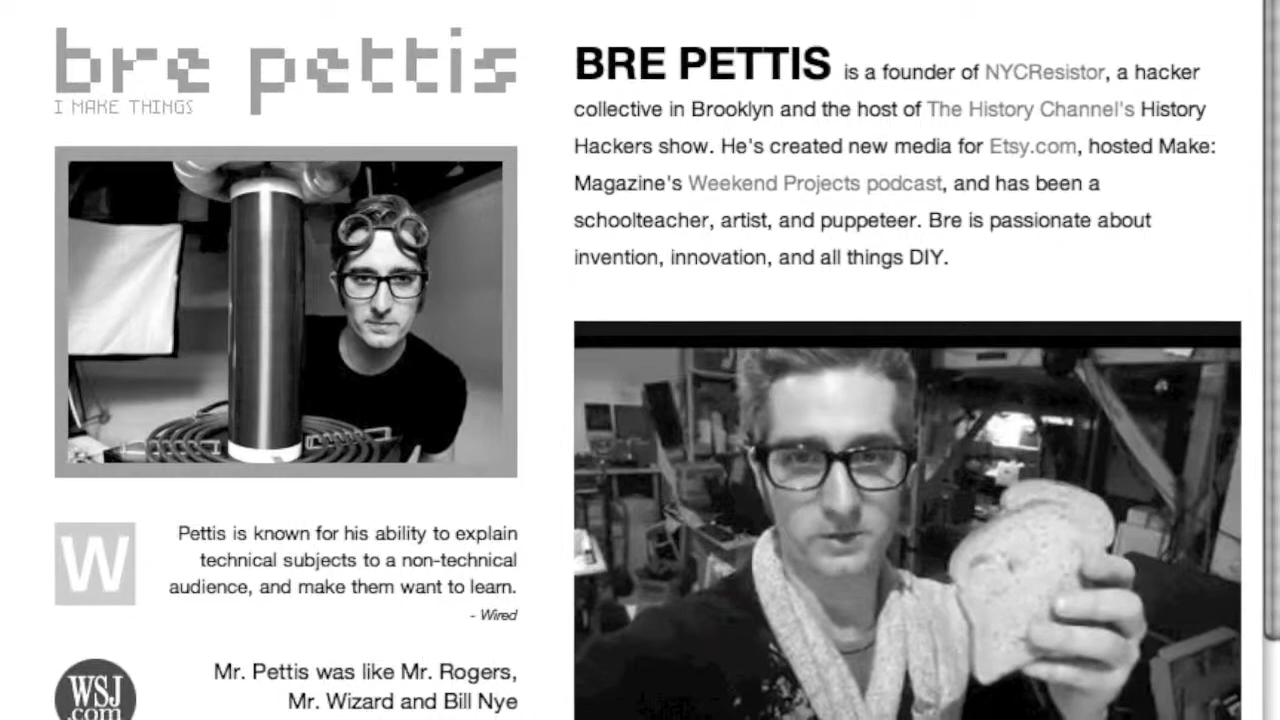 bre pettis
I MAKE THINGS
BRE PETTIS is a founder of NYCResistor, a hacker
collective in Brooklyn and the host of The History Channel's History
Hackers show. He's created new media for Etsy.com, hosted Make:
Magazine's Weekend Projects podcast, and has been a
schoolteacher, artist, and puppeteer. Bre is passionate about
invention, innovation, and all things DIY.
W
Pettis is known for his ability to explain
technical subjects to a non-technical
audience, and make them want to learn.
- Wired
WSJ
.com
Mr. Pettis was like Mr. Rogers,
Mr. Wizard and Bill Nye